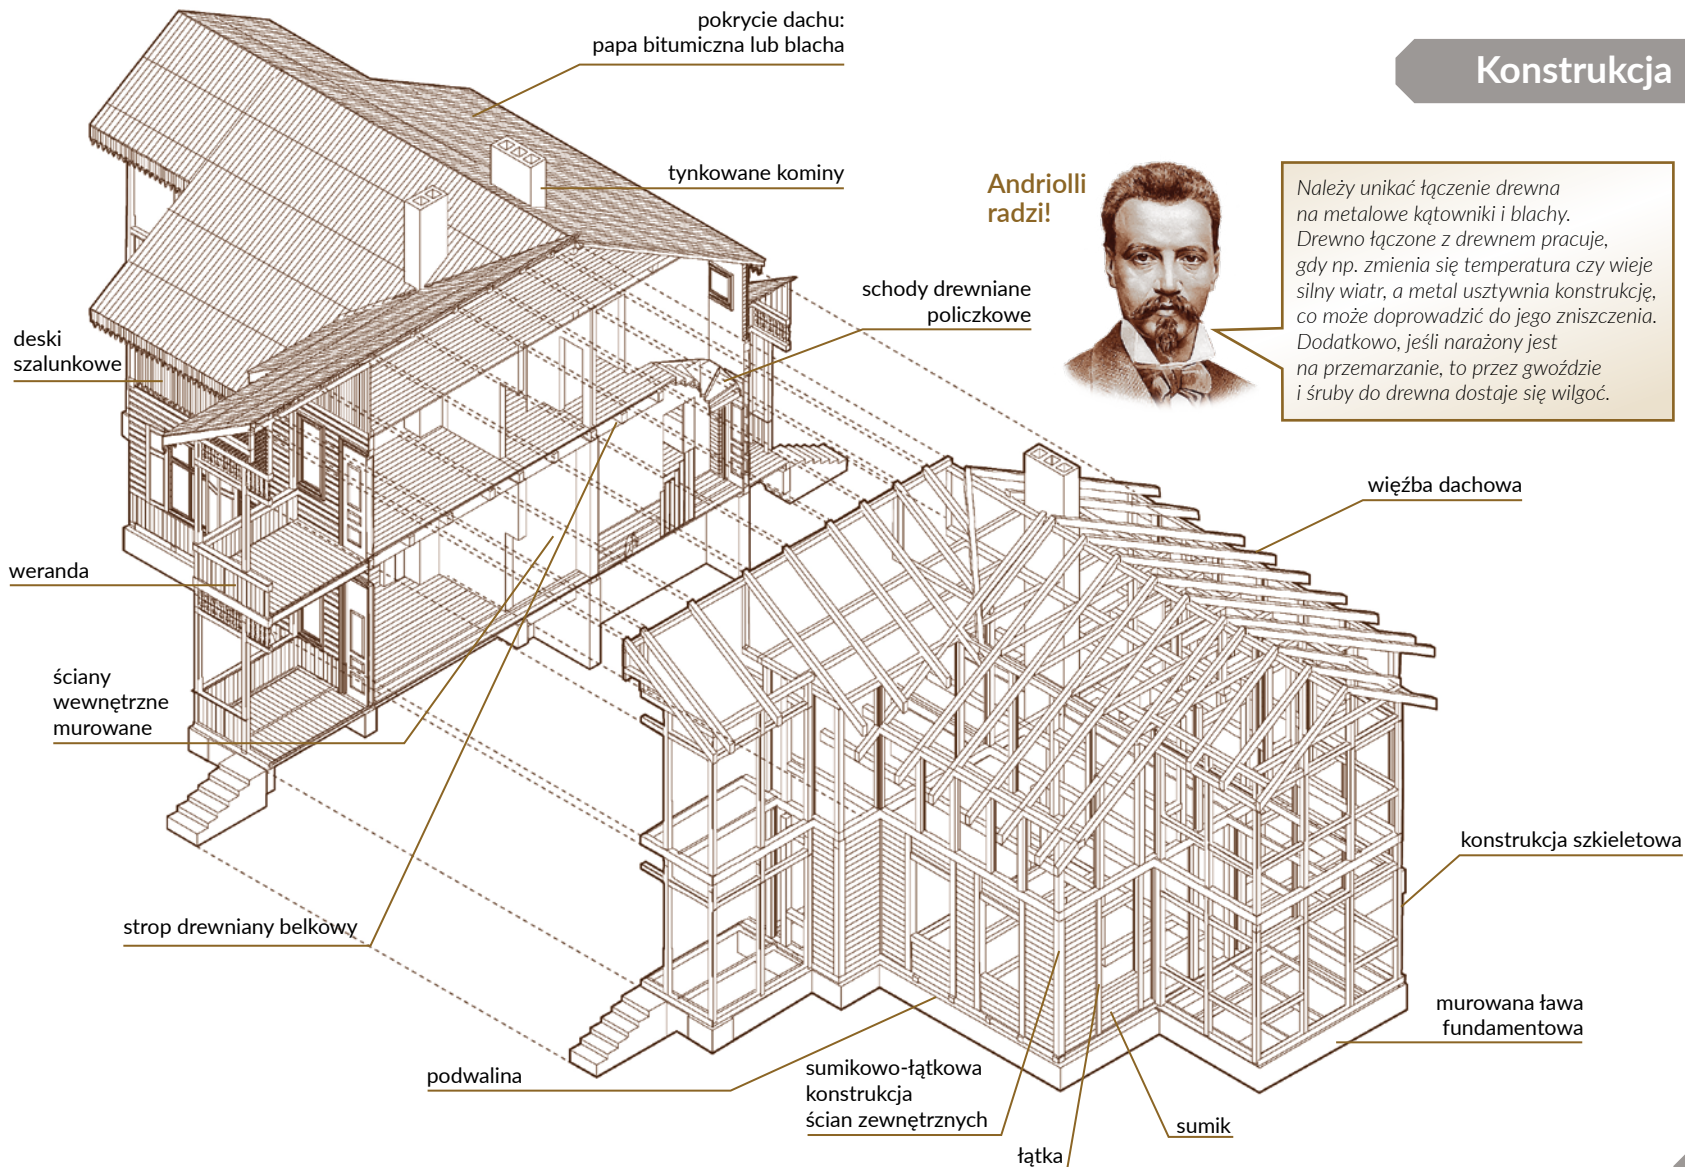 pokrycie dachu:
papa bitumiczna lub blacha
Konstrukcja
tynkowane kominy
Andriolli
radzi!
Należy unikać łączenie drewna
na metalowe kątowniki i blachy.
Drewno łączone z drewnem pracuje,
gdy np. zmienia się temperatura czy wieje
silny wiatr, a metal usztywnia konstrukcję,
co może doprowadzić do jego zniszczenia.
Dodatkowo, jeśli narażony jest
na przemarzanie, to przez gwoździe
i śruby do drewna dostaje się wilgoć.
schody drewniane
policzkowe
deski
szalunkowe
więźba dachowa
weranda
ściany
wewnętrzne
murowane
konstrukcja szkieletowa
strop drewniany belkowy
murowana ława
fundamentowa
podwalina
sumikowo-łątkowa
konstrukcja
ścian zewnętrznych
sumik
łątka